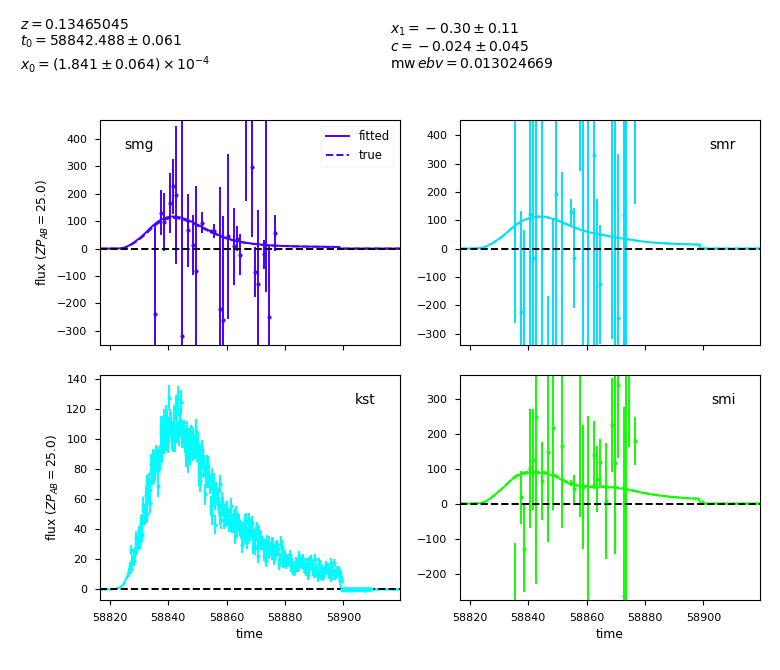 z = 0.13465045
t₀ = 58842.488 ± 0.061
x₀ = (1.841 ± 0.064) × 10⁻⁴
x₁ = −0.30 ± 0.11
c = −0.024 ± 0.045
mw ebv = 0.013024669
smg
fitted
true
400
300
200
100
0
−100
−200
−300
flux (ZP_AB = 25.0)
smr
400
300
200
100
0
−100
−200
−300
kst
140
120
100
80
60
40
20
0
flux (ZP_AB = 25.0)
58820 58840 58860 58880 58900
time
smi
300
200
100
0
−100
−200
58820 58840 58860 58880 58900
time